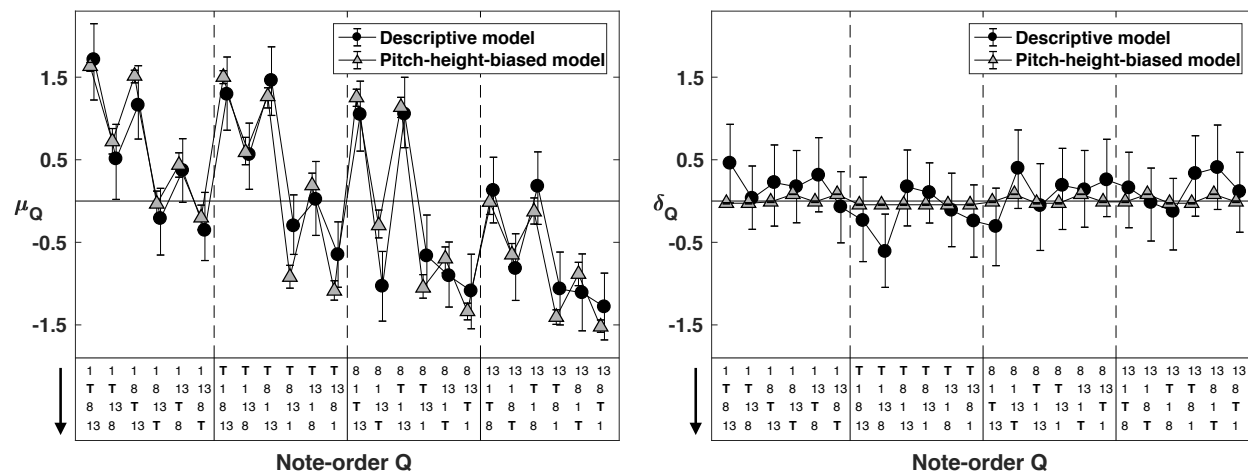 Descriptive model
Pitch-height-biased model
1.5
0.5
μQ
-0.5
-1.5
1 1 1 1 1 1 T T T T T T 8 8 8 8 8 8 13 13 13 13 13 13
T T 8 8 13 13 1 1 8 8 13 13 1 1 T T 13 13 1 1 T T 8 8
8 13 T 13 T 8 8 13 1 13 1 8 T 13 1 13 1 T T 8 1 8 1 T
13 8 13 T 8 T 13 8 13 1 8 1 13 T 13 1 T 1 8 T 8 1 T 1
Note-order Q
Descriptive model
Pitch-height-biased model
1.5
0.5
δQ
-0.5
-1.5
1 1 1 1 1 1 T T T T T T 8 8 8 8 8 8 13 13 13 13 13 13
T T 8 8 13 13 1 1 8 8 13 13 1 1 T T 13 13 1 1 T T 8 8
8 13 T 13 T 8 8 13 1 13 1 8 T 13 1 13 1 T T 8 1 8 1 T
13 8 13 T 8 T 13 8 13 1 8 1 13 T 13 1 T 1 8 T 8 1 T 1
Note-order Q